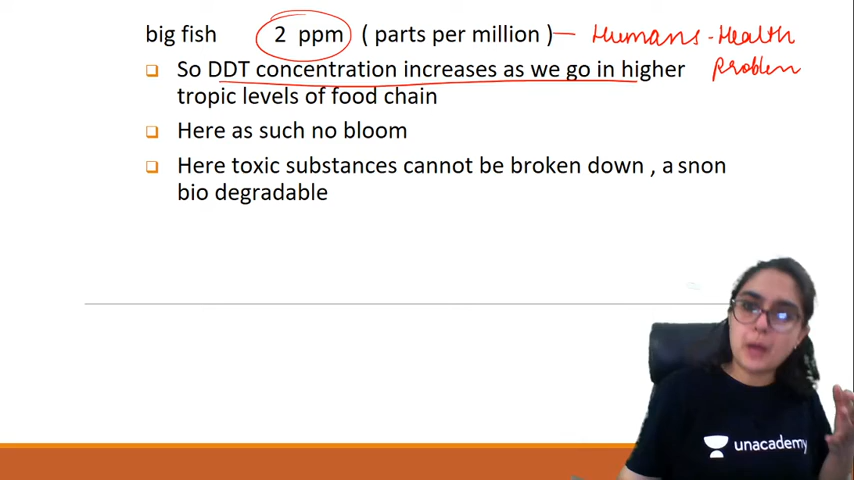 big fish 2 ppm ( parts per million ) — Humans - Health
So DDT concentration increases as we go in higher problem
tropic levels of food chain
Here as such no bloom
Here toxic substances cannot be broken down , a snon
bio degradable
unacademy